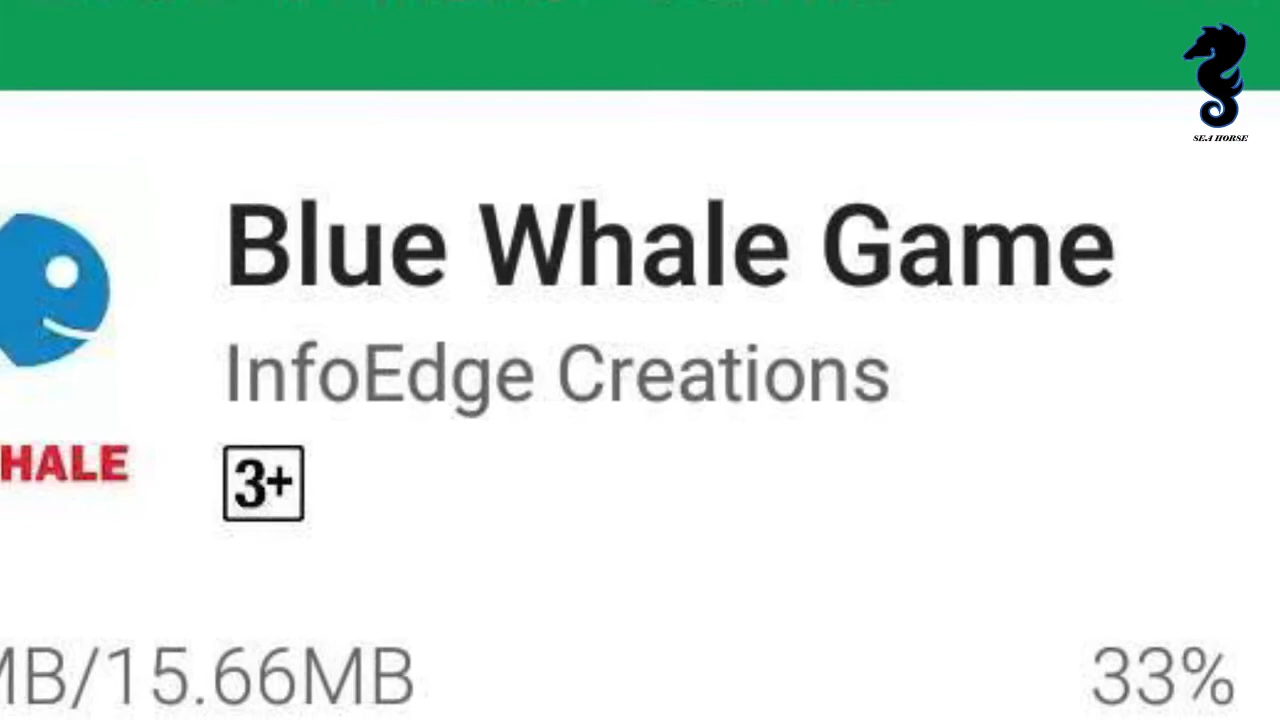 SEA HORSE
Blue Whale Game
InfoEdge Creations
HALE
3+
MB/15.66MB 33%